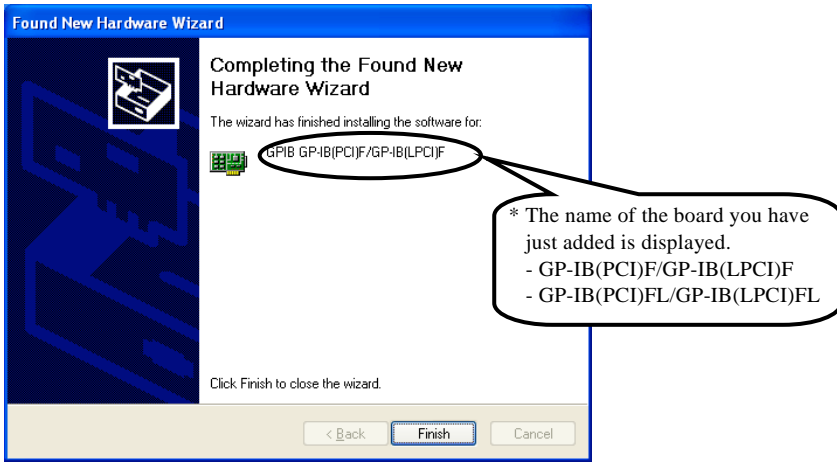 Found New Hardware Wizard
Completing the Found New
Hardware Wizard
The wizard has finished installing the software for:
GPIB GP-IB(PCI)F/GP-IB(LPCI)F
* The name of the board you have
just added is displayed.
- GP-IB(PCI)F/GP-IB(LPCI)F
- GP-IB(PCI)FL/GP-IB(LPCI)FL
Click Finish to close the wizard.
< Back
Finish
Cancel